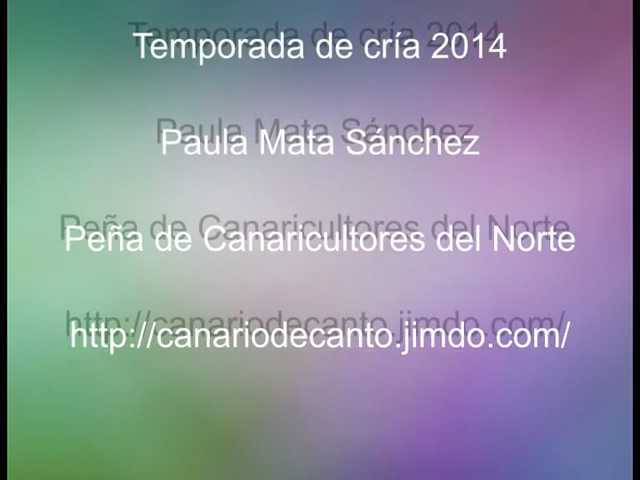 Temporada de cría 2014
Paula Mata Sánchez
Peña de Canaricultores del Norte
http://canariodecanto.jimdo.com/